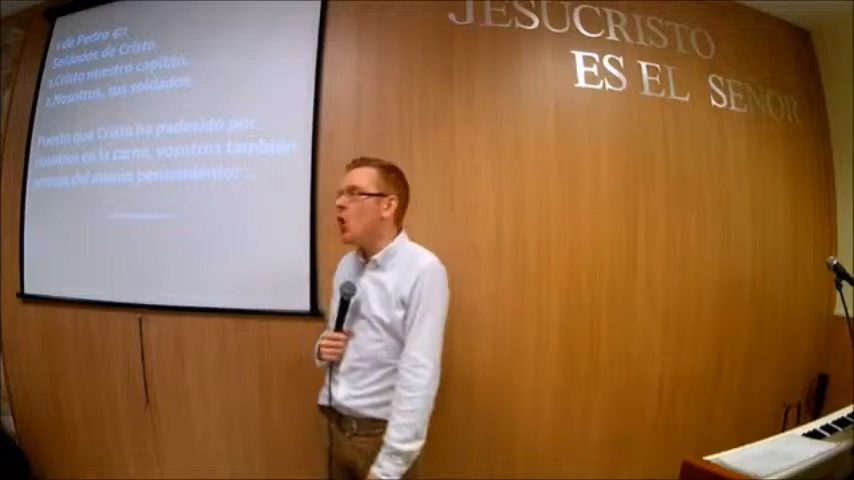 JESUCRISTO
ES EL SEÑOR
1 de Pedro 4:1
Soldados de Cristo
1.Cristo nuestro capitán.
2.Nosotros, sus soldados
Puesto que Cristo ha padecido por
nosotros en la carne, vosotros también
del mismo pensamiento;